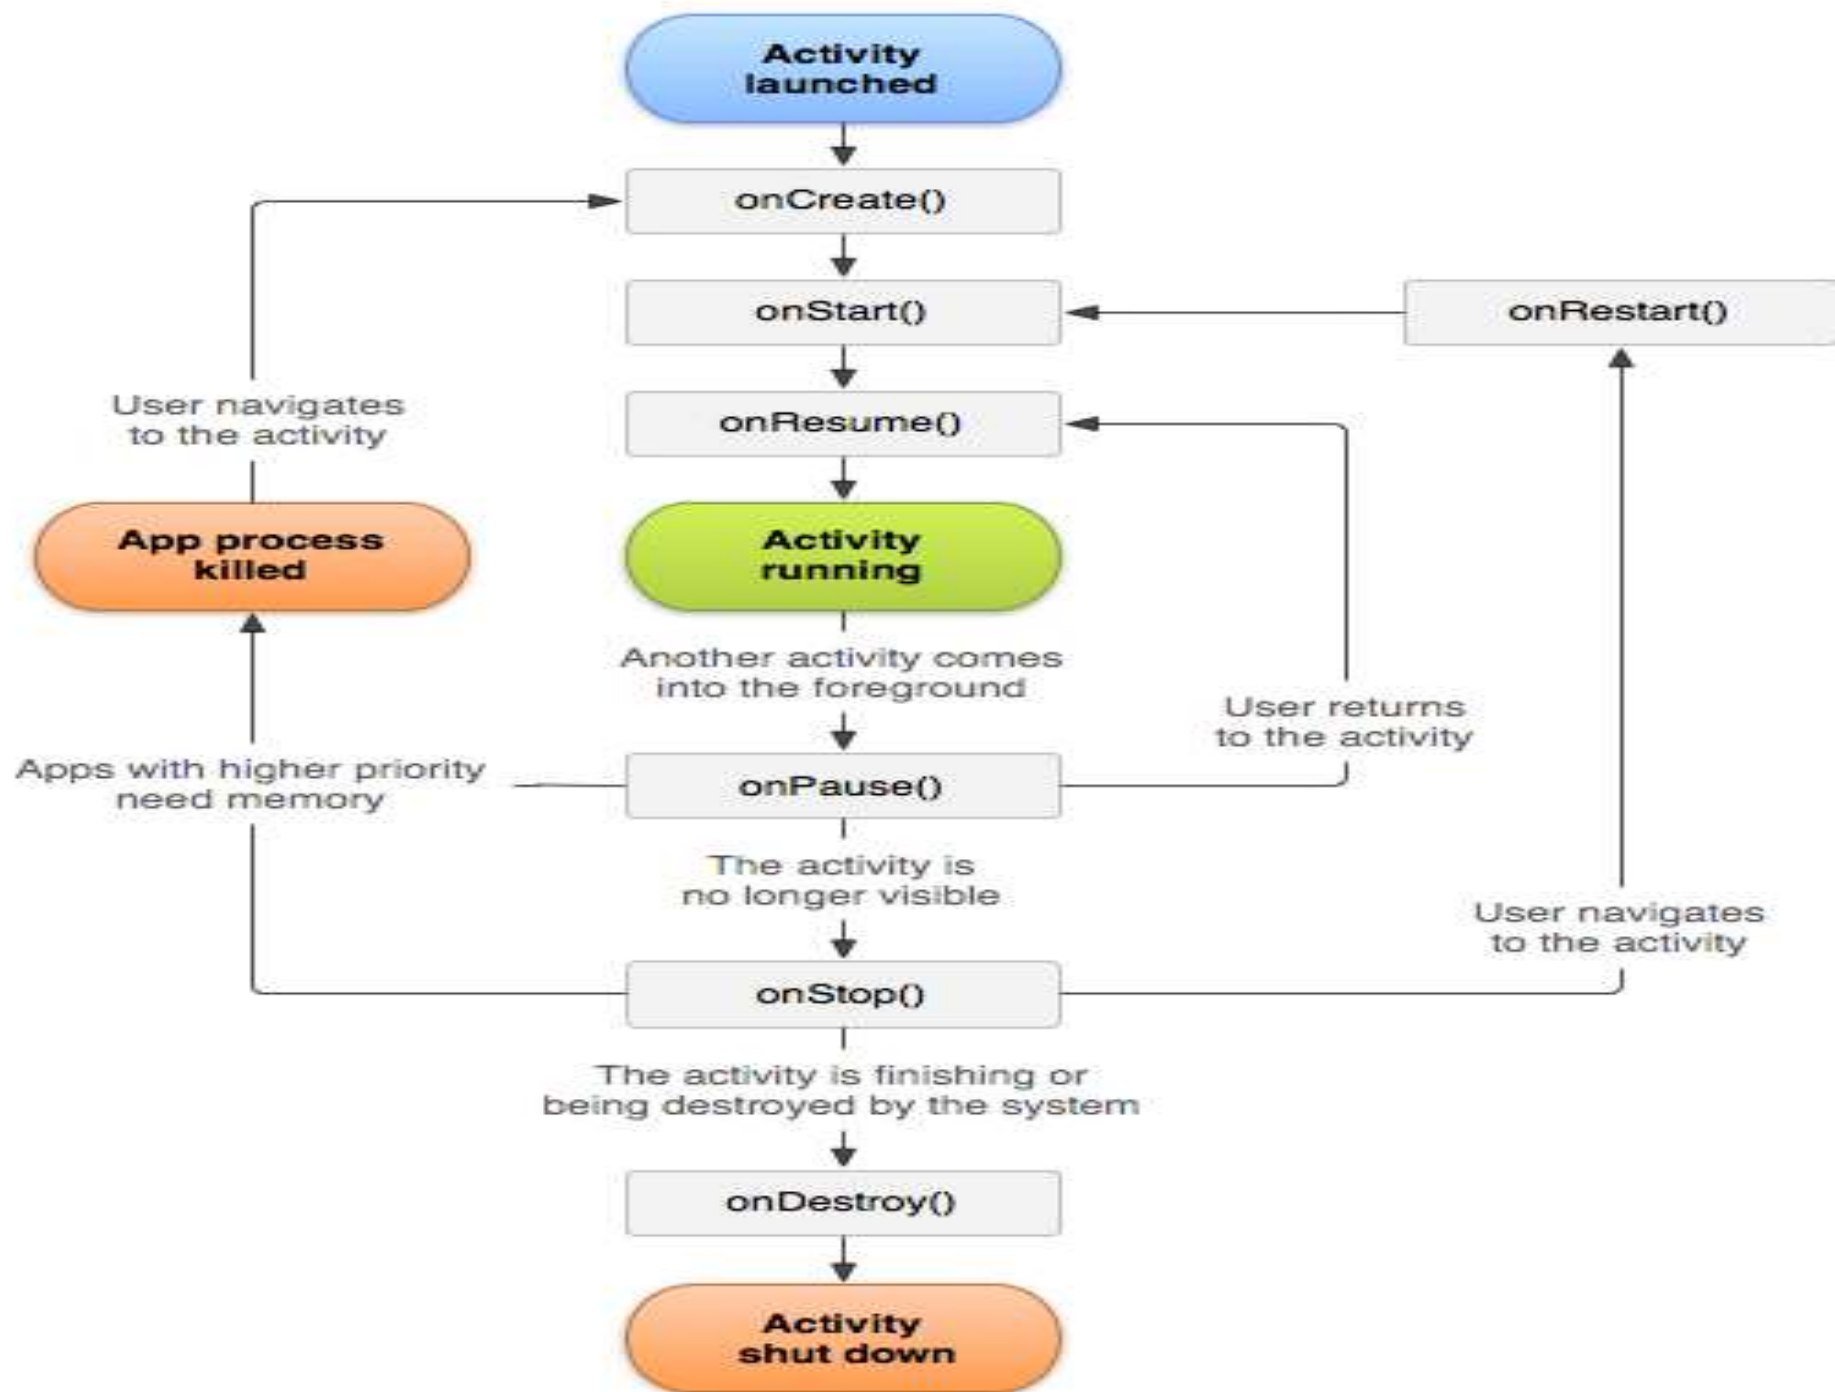 Activity
launched
onCreate()
onStart()
onRestart()
onResume()
User navigates
to the activity
App process
killed
Activity
running
Another activity comes
into the foreground
User returns
to the activity
Apps with higher priority
need memory
onPause()
The activity is
no longer visible
User navigates
to the activity
onStop()
The activity is finishing or
being destroyed by the system
onDestroy()
Activity
shut down